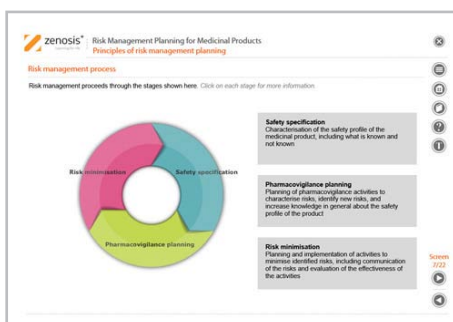 zenosis®
Risk Management Planning for Medicinal Products
Principles of risk management planning
Risk management process
Risk management proceeds through the stages shown here. Click on each stage for more information.
Risk minimisation
Safety specification
Pharmacovigilance planning
Safety specification
Characterisation of the safety profile of the
medicinal product, including what is known and
not known
Pharmacovigilance planning
Planning of pharmacovigilance activities to
characterise risks, identify new risks, and
increase knowledge in general about the safety
profile of the product
Risk minimisation
Planning and implementation of activities to
minimise identified risks, including communication
of the risks and evaluation of the effectiveness of
the activities
Screen
7/22